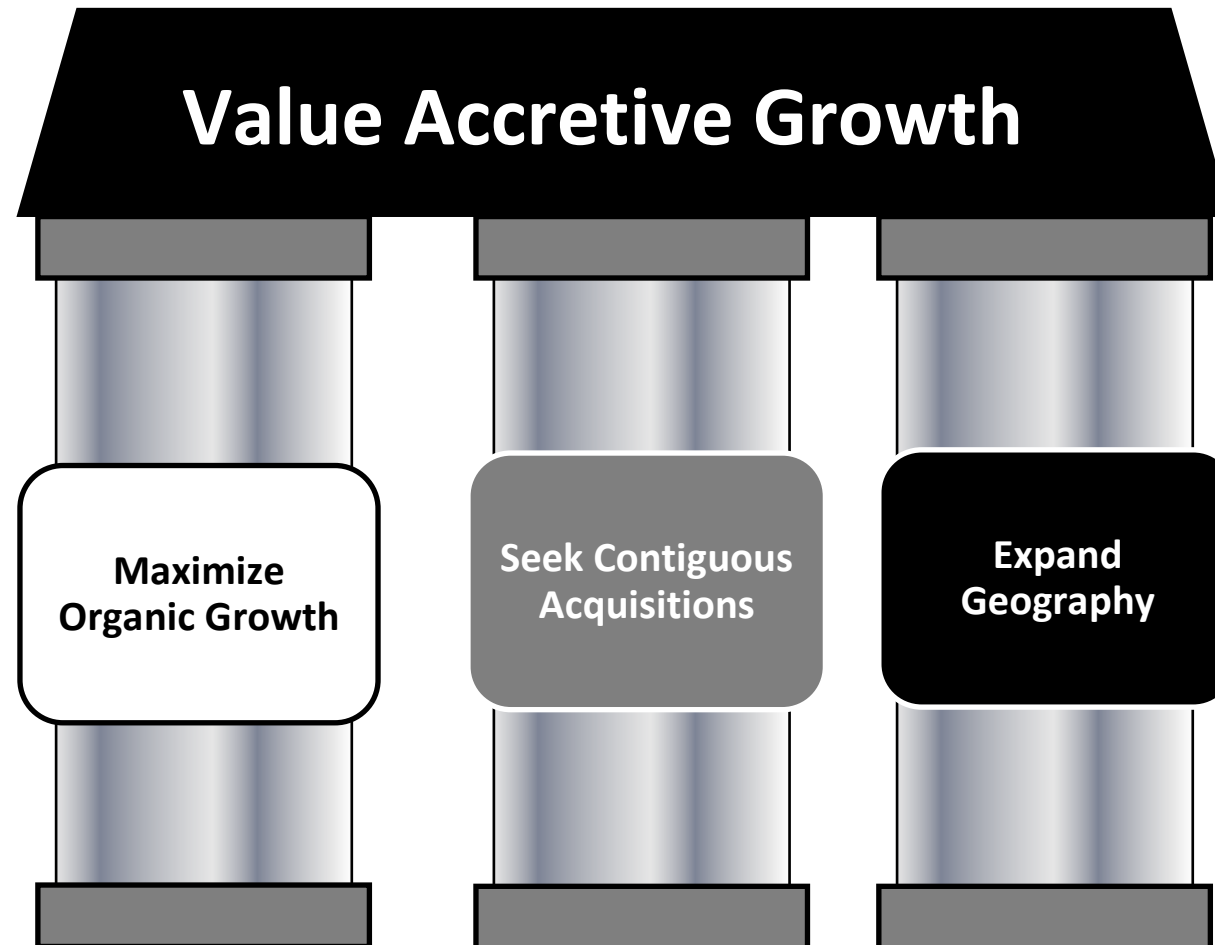 Value Accretive Growth
Maximize
Organic Growth
Seek Contiguous
Acquisitions
Expand
Geography